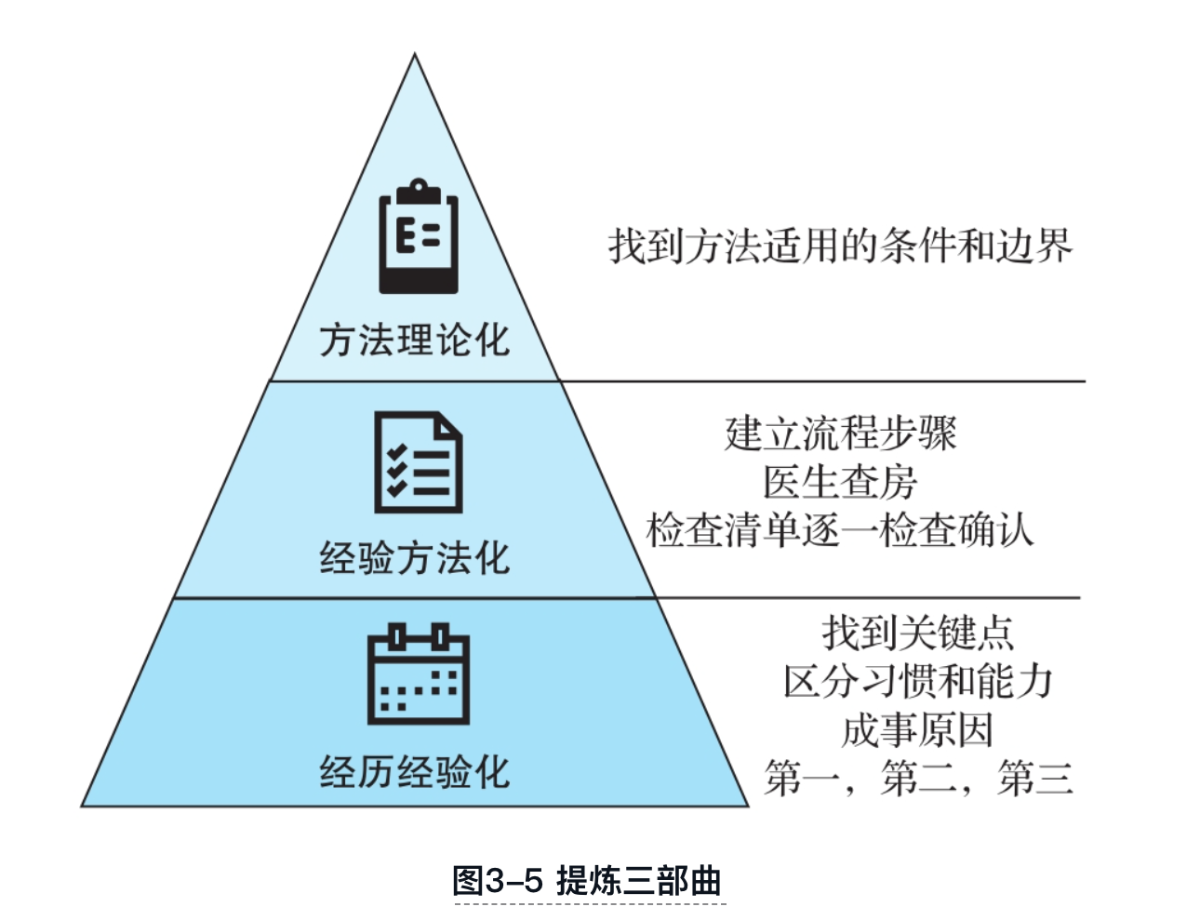 找到方法适用的条件和边界
方法理论化
建立流程步骤
医生查房
检查清单逐一检查确认
经验方法化
找到关键点
区分习惯和能力
成事原因
第一，第二，第三
经历经验化
图3-5 提炼三部曲